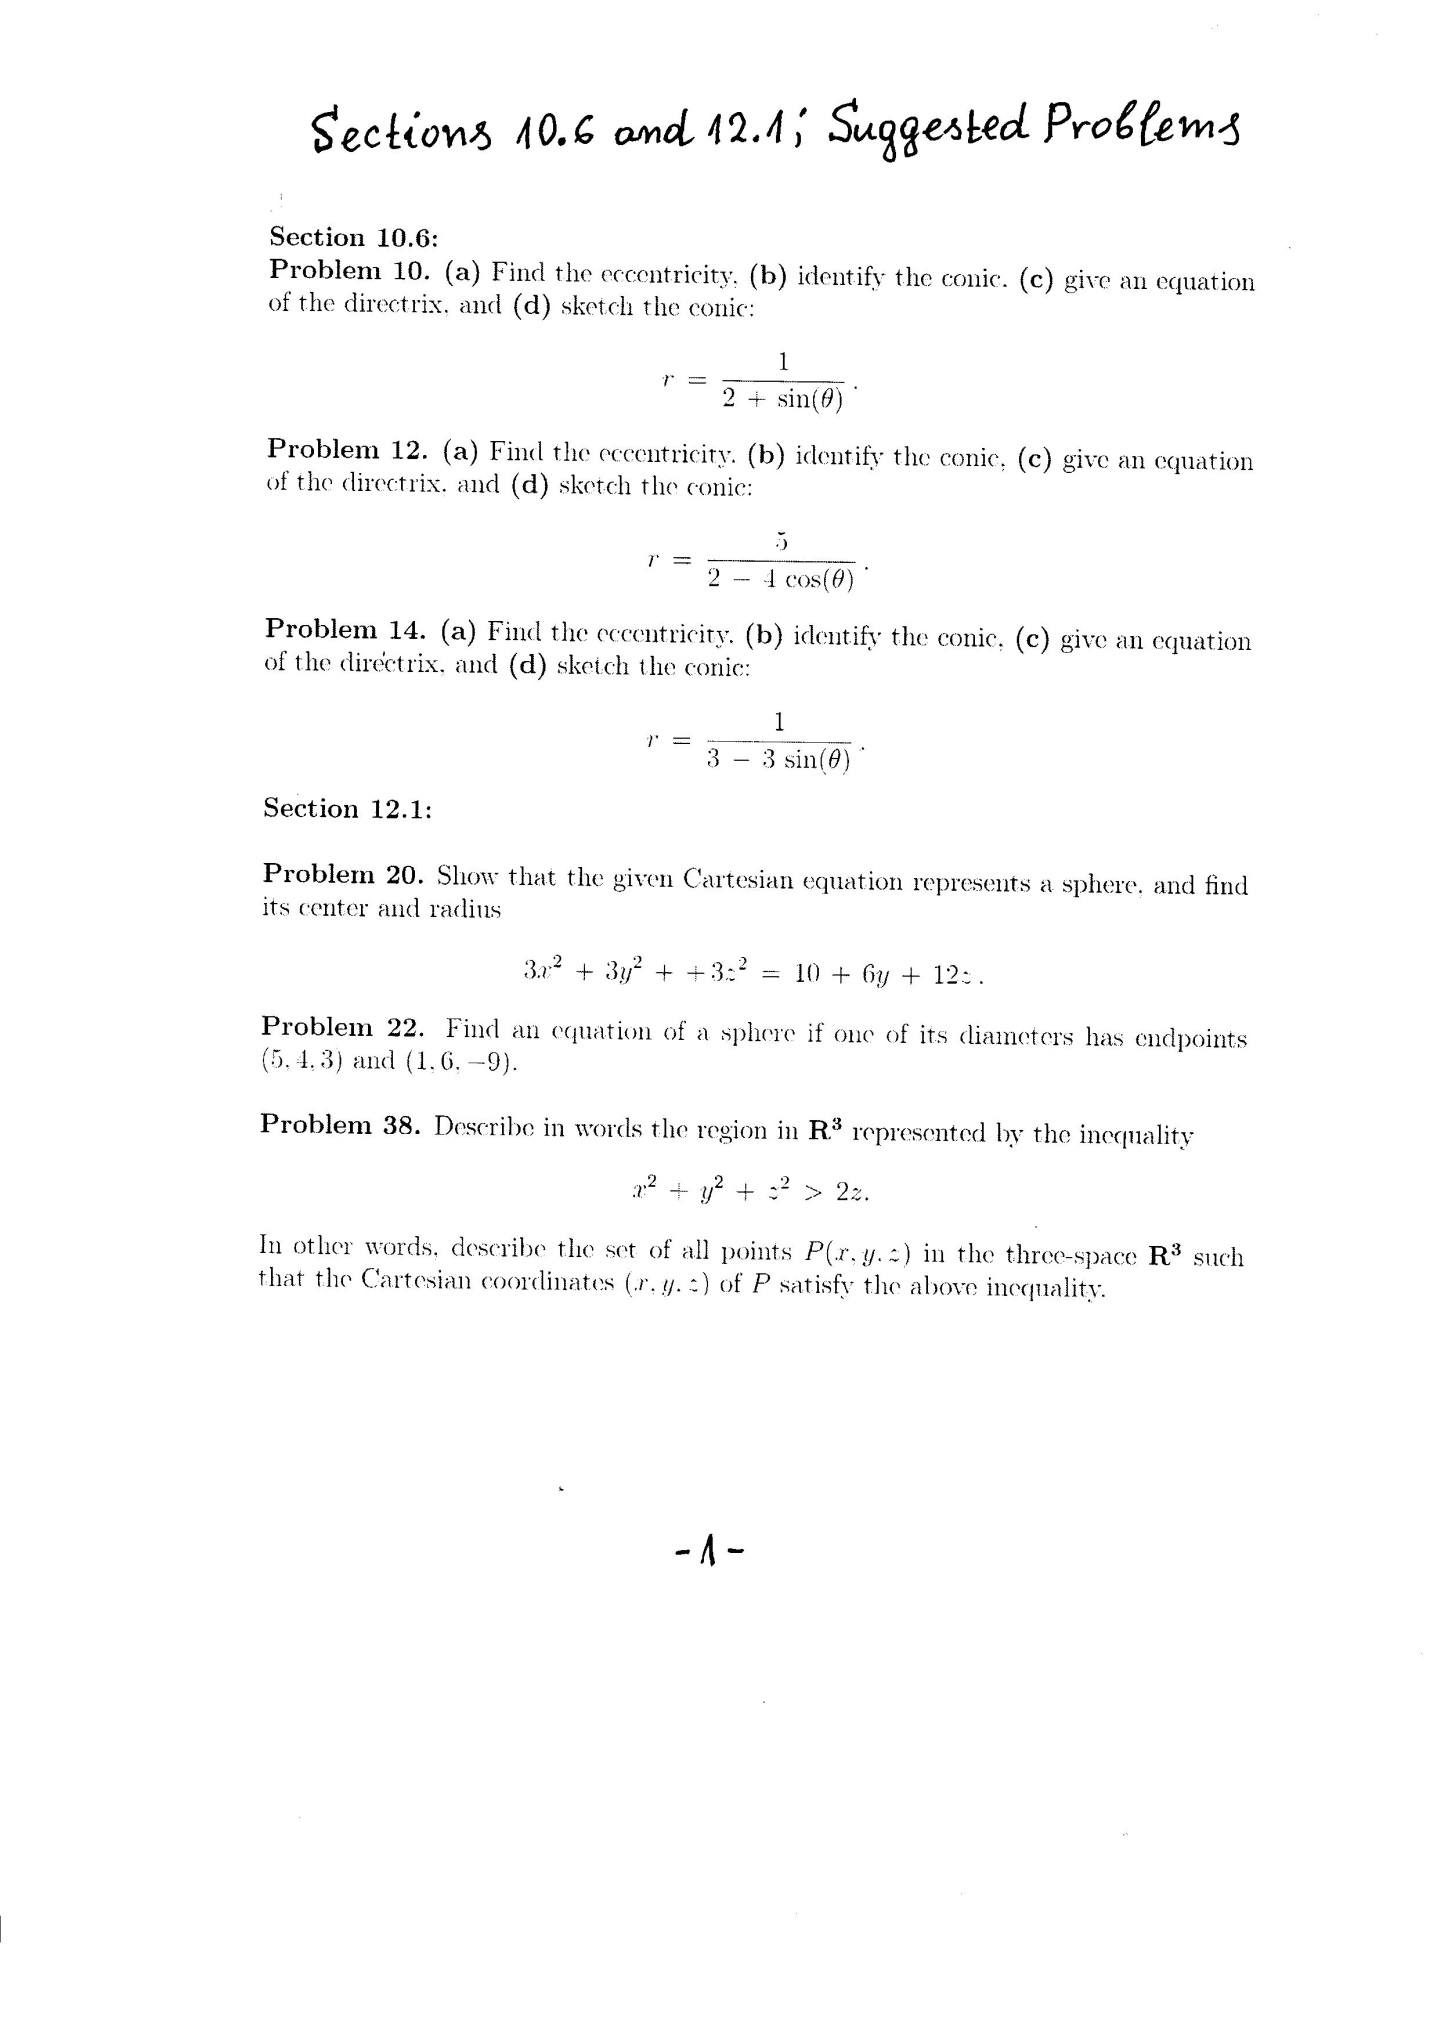 Sections 10.6 and 12.1; Suggested Problems
Section 10.6:
Problem 10. (a) Find the eccentricity, (b) identify the conic, (c) give an equation
of the directrix, and (d) sketch the conic:
r = 1 / (2 + sin(θ)) .
Problem 12. (a) Find the eccentricity, (b) identify the conic, (c) give an equation
of the directrix, and (d) sketch the conic:
r = 5 / (2 − 4 cos(θ)) .
Problem 14. (a) Find the eccentricity, (b) identify the conic, (c) give an equation
of the directrix, and (d) sketch the conic:
r = 1 / (3 − 3 sin(θ)) .
Section 12.1:
Problem 20. Show that the given Cartesian equation represents a sphere, and find
its center and radius
3x² + 3y² + +3z² = 10 + 6y + 12z.
Problem 22. Find an equation of a sphere if one of its diameters has endpoints
(5, 4, 3) and (1, 6, −9).
Problem 38. Describe in words the region in R³ represented by the inequality
x² + y² + z² > 2z.
In other words, describe the set of all points P(x, y, z) in the three-space R³ such
that the Cartesian coordinates (x, y, z) of P satisfy the above inequality.
-1-